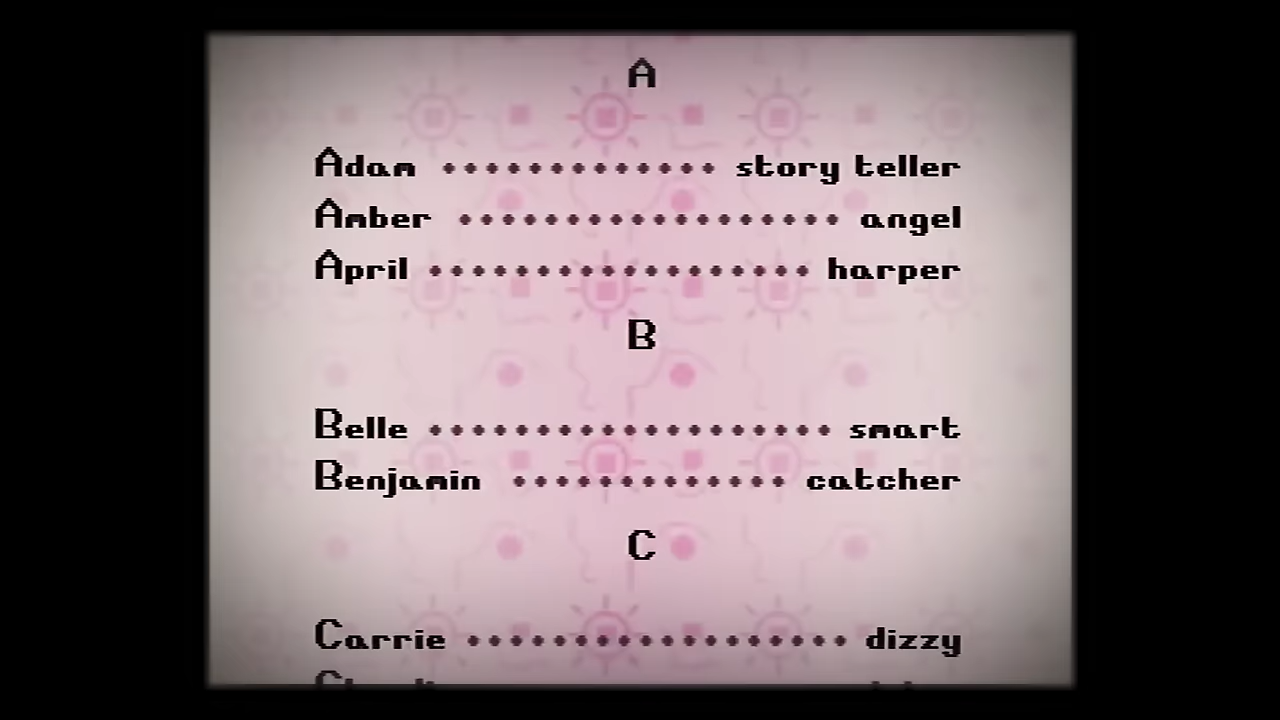 A
Adam ••••••••••••• story teller
Amber •••••••••••••••••• angel
April •••••••••••••••••• harper
B
Belle ••••••••••••••••••• smart
Benjamin ••••••••••••• catcher
C
Carrie •••••••••••••••••• dizzy